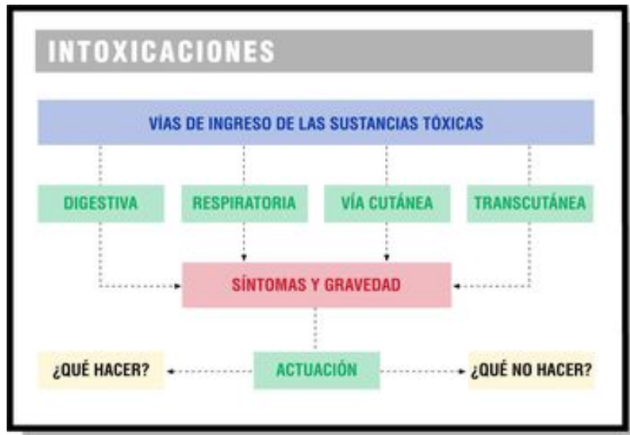 INTOXICACIONES
VÍAS DE INGRESO DE LAS SUSTANCIAS TÓXICAS
DIGESTIVA
RESPIRATORIA
VÍA CUTÁNEA
TRANSCUTÁNEA
SÍNTOMAS Y GRAVEDAD
¿QUÉ HACER?
ACTUACIÓN
¿QUÉ NO HACER?